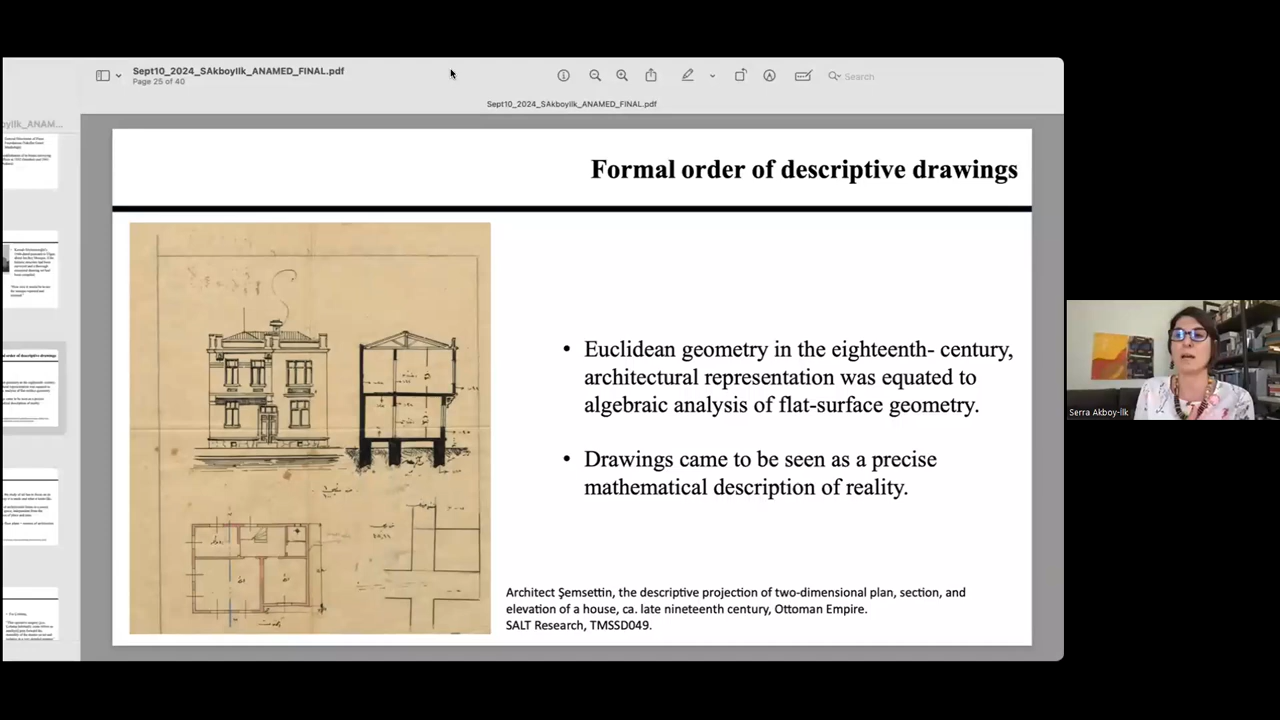 Sept10_2024_SAkboyIlk_ANAMED_FINAL.pdf
Page 25 of 40
Search
Sept10_2024_SAkboyIlk_ANAMED_FINAL.pdf
oyIlk_ANAM...
Formal order of descriptive drawings
• Euclidean geometry in the eighteenth- century,
architectural representation was equated to
algebraic analysis of flat-surface geometry.
• Drawings came to be seen as a precise
mathematical description of reality.
Architect Şemsettin, the descriptive projection of two-dimensional plan, section, and
elevation of a house, ca. late nineteenth century, Ottoman Empire.
SALT Research, TMSSD049.
Serra Akboy-İlk